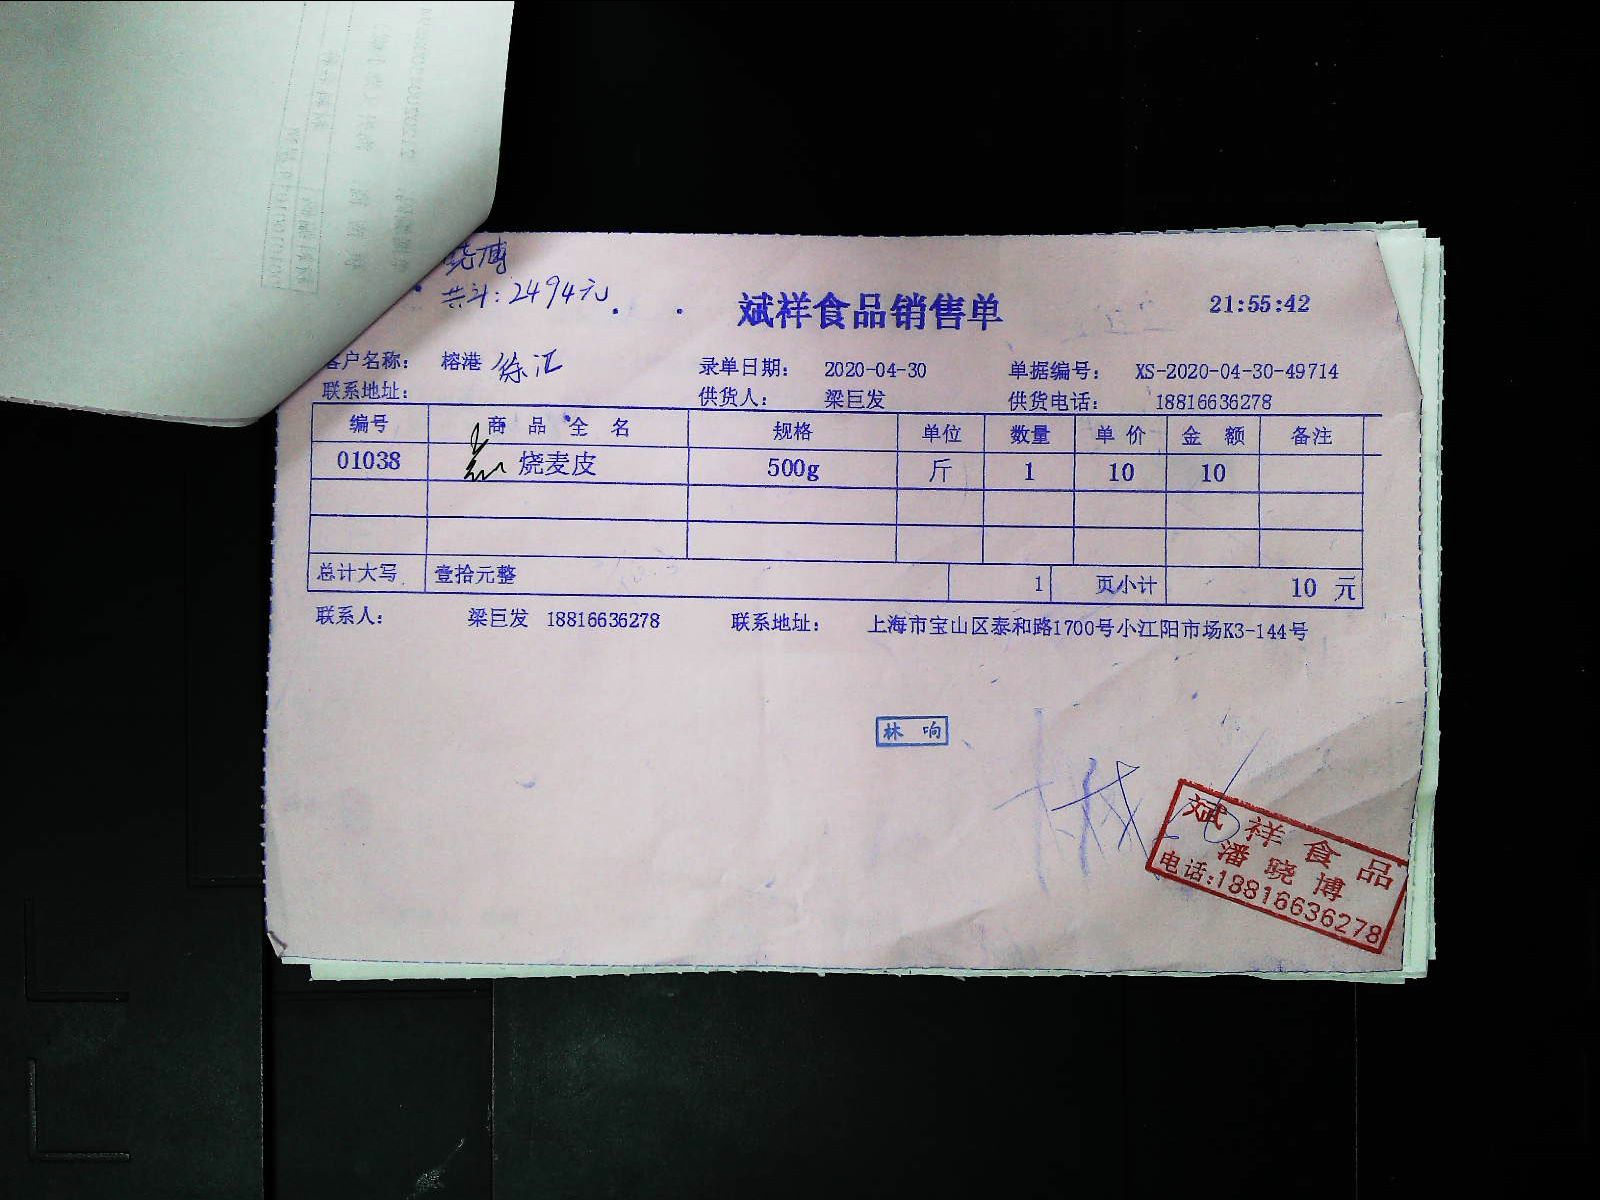 晓博
共计:2494元
斌祥食品销售单 21:55:42
客户名称: 榕港 徐汇 录单日期: 2020-04-30 单据编号: XS-2020-04-30-49714
联系地址: 供货人: 梁巨发 供货电话: 18816636278
编号 商 品 全 名 规格 单位 数量 单 价 金 额 备注
01038 烧麦皮 500g 斤 1 10 10
总计大写 壹拾元整 1 页小计 10 元
联系人: 梁巨发 18816636278 联系地址: 上海市宝山区泰和路1700号小江阳市场K3-144号
林 响
斌 祥 食 品
潘 晓 博
电话:18816636278